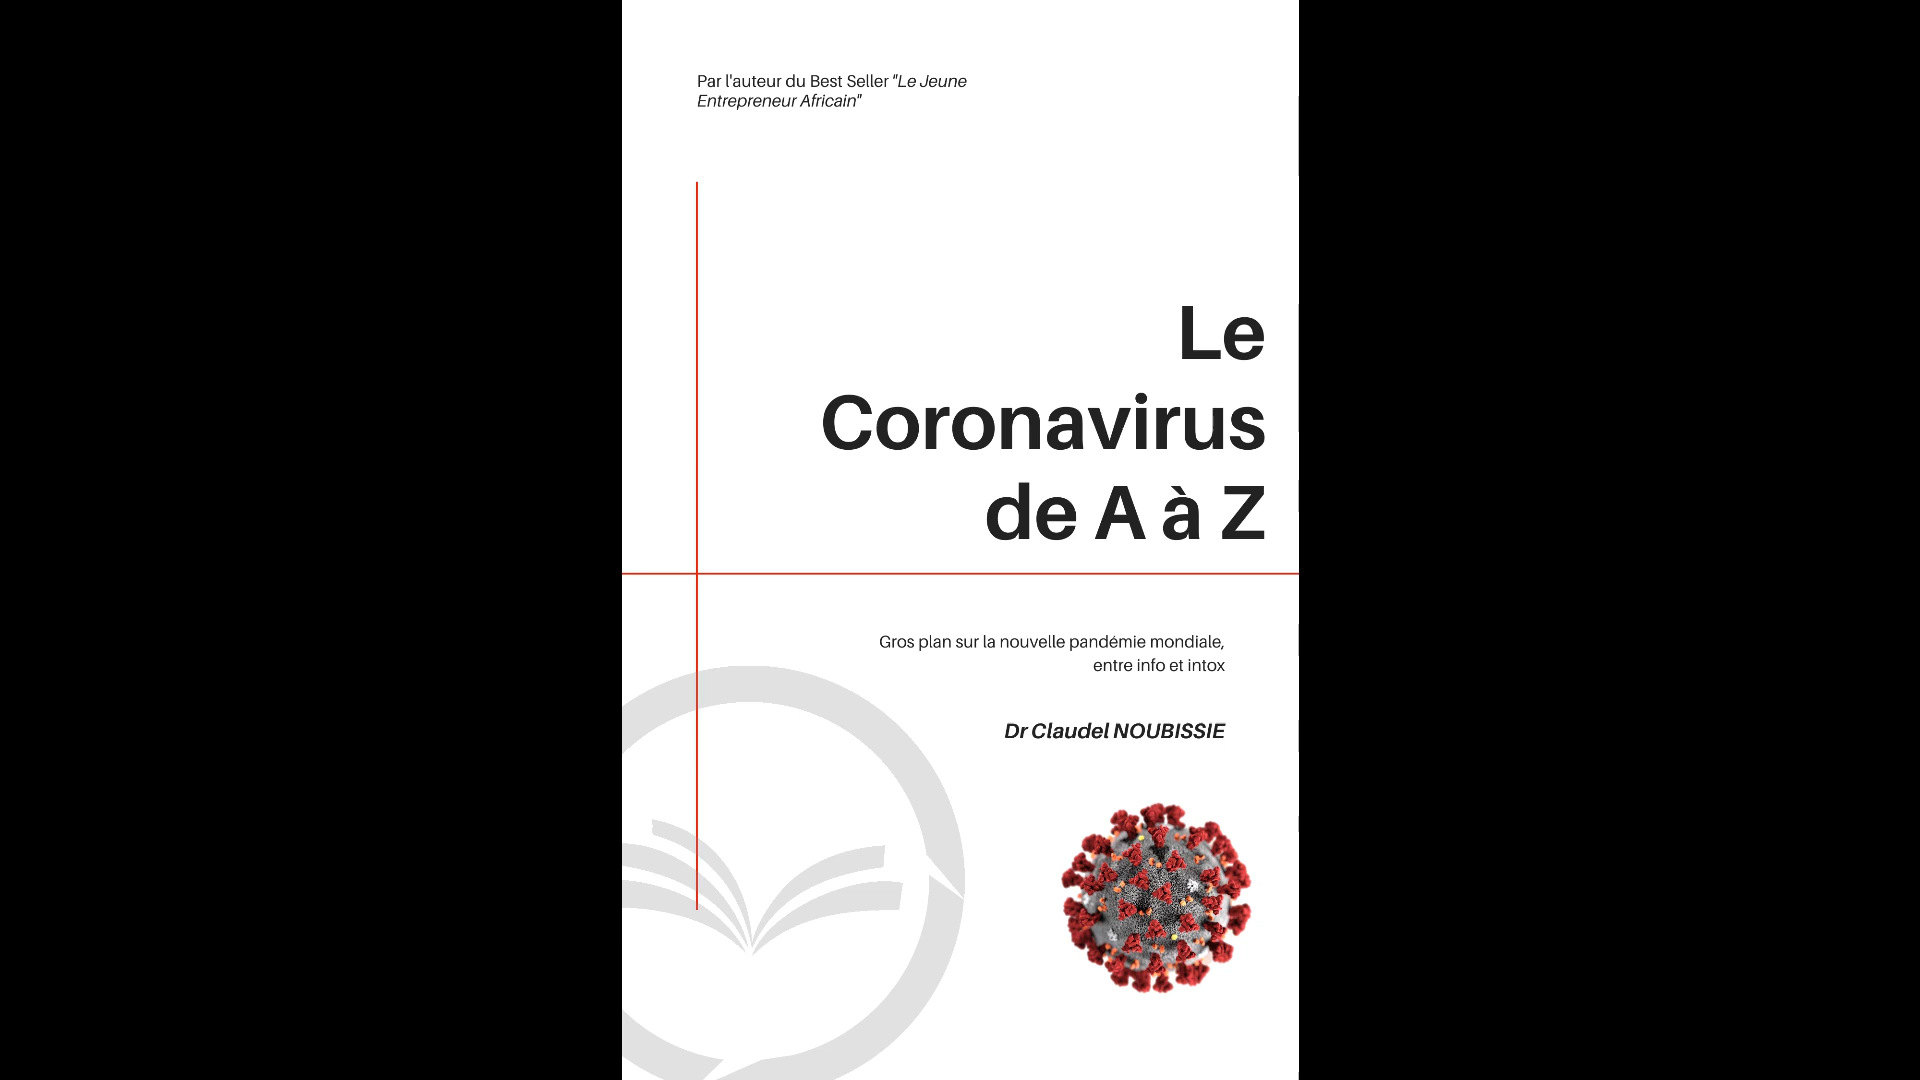 Par l'auteur du Best Seller "Le Jeune
Entrepreneur Africain"
Le
Coronavirus
de A à Z
Gros plan sur la nouvelle pandémie mondiale,
entre info et intox
Dr Claudel NOUBISSIE